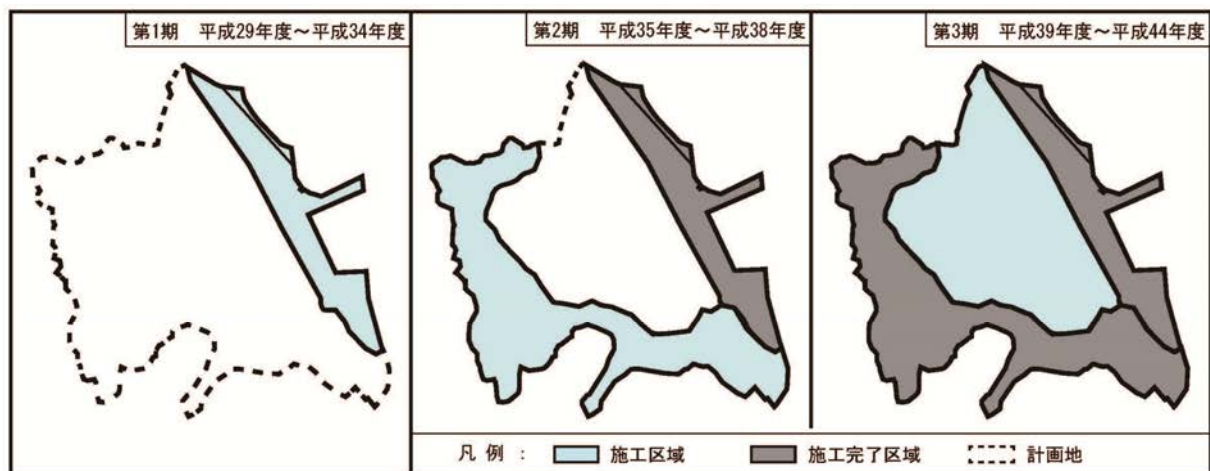 第1期 平成29年度～平成34年度
第2期 平成35年度～平成38年度
第3期 平成39年度～平成44年度
凡 例 : 施工区域 施工完了区域 計画地